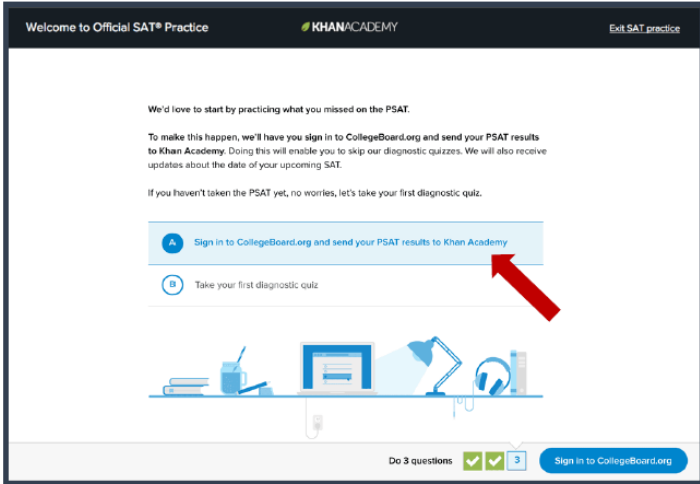 Welcome to Official SAT® Practice
KHANACADEMY
Exit SAT practice
We'd love to start by practicing what you missed on the PSAT.
To make this happen, we'll have you sign in to CollegeBoard.org and send your PSAT results
to Khan Academy. Doing this will enable you to skip our diagnostic quizzes. We will also receive
updates about the date of your upcoming SAT.
If you haven't taken the PSAT yet, no worries, let's take your first diagnostic quiz.
A Sign in to CollegeBoard.org and send your PSAT results to Khan Academy
B Take your first diagnostic quiz
Do 3 questions 3 Sign in to CollegeBoard.org